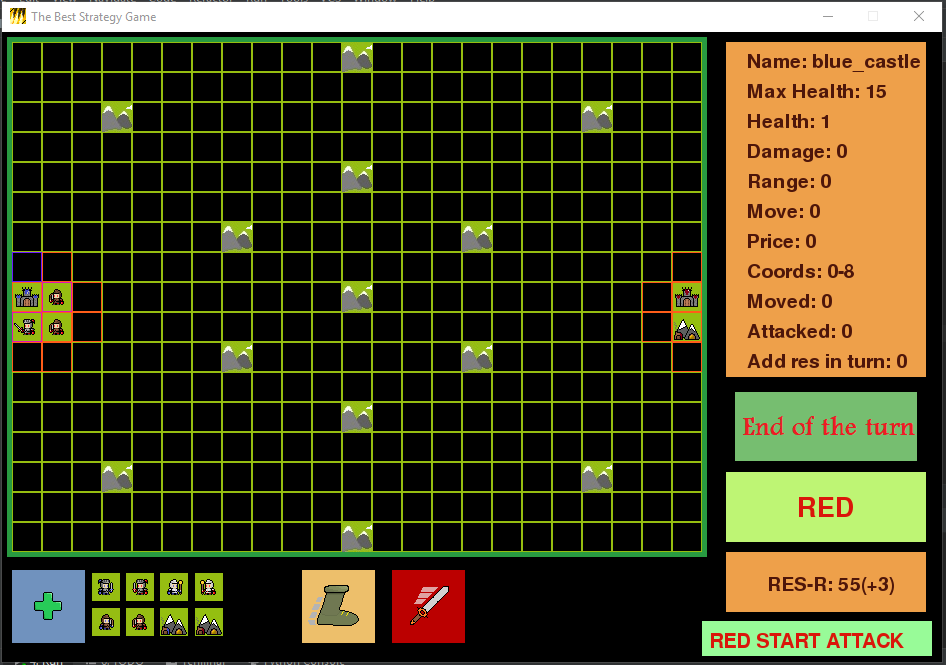 The Best Strategy Game
Name: blue_castle
Max Health: 15
Health: 1
Damage: 0
Range: 0
Move: 0
Price: 0
Coords: 0-8
Moved: 0
Attacked: 0
Add res in turn: 0
End of the turn
RED
RES-R: 55(+3)
RED START ATTACK